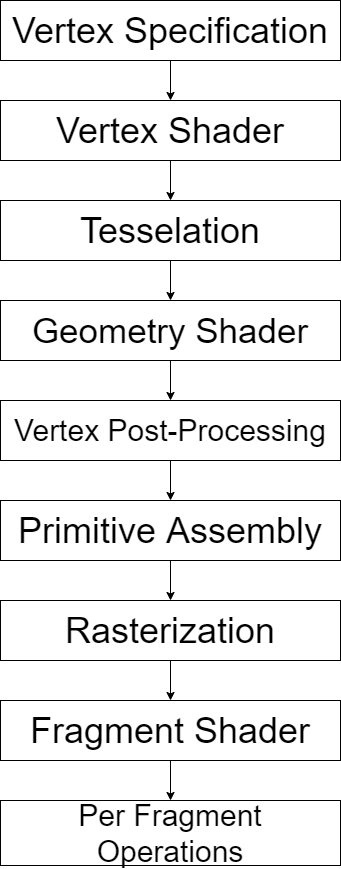 Vertex Specification
Vertex Shader
Tesselation
Geometry Shader
Vertex Post-Processing
Primitive Assembly
Rasterization
Fragment Shader
Per Fragment
Operations